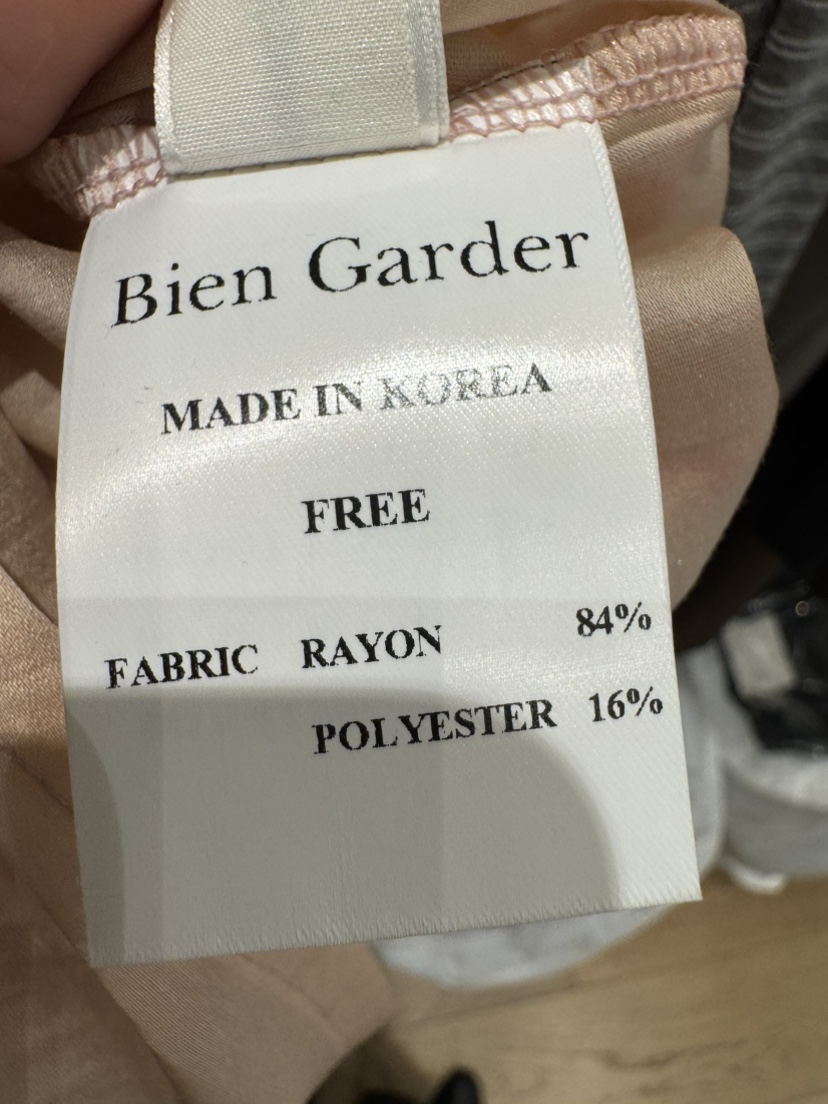 Bien Garder
MADE IN KOREA
FREE
FABRIC RAYON 84%
POLYESTER 16%